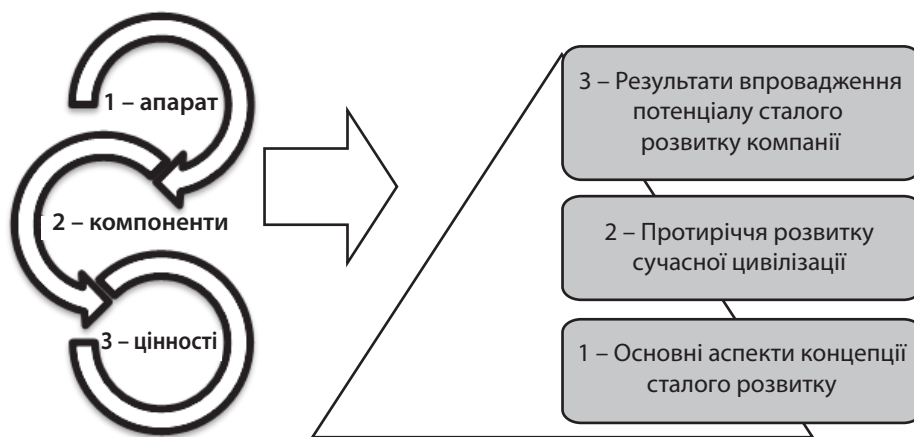 1 – апарат
2 – компоненти
3 – цінності
3 – Результати впровадження
потенціалу сталого
розвитку компанії
2 – Протиріччя розвитку
сучасної цивілізації
1 – Основні аспекти концепції
сталого розвитку